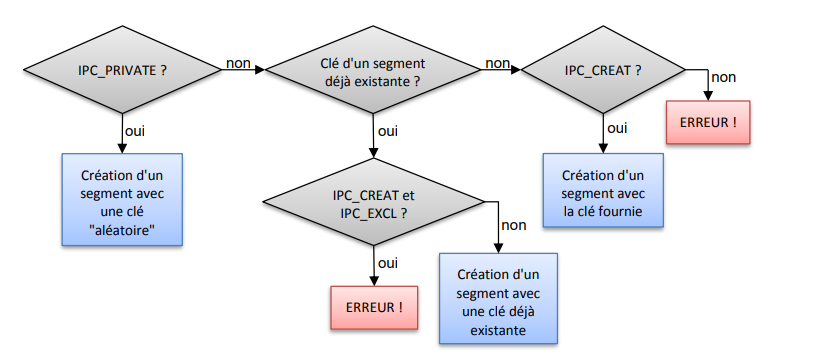 IPC_PRIVATE ?
non
Clé d'un segment
déjà existante ?
non
IPC_CREAT ?
non
ERREUR !
oui
oui
oui
Création d'un
segment avec
une clé
"aléatoire"
IPC_CREAT et
IPC_EXCL ?
non
Création d'un
segment avec
la clé fournie
oui
ERREUR !
Création d'un
segment avec
une clé déjà
existante